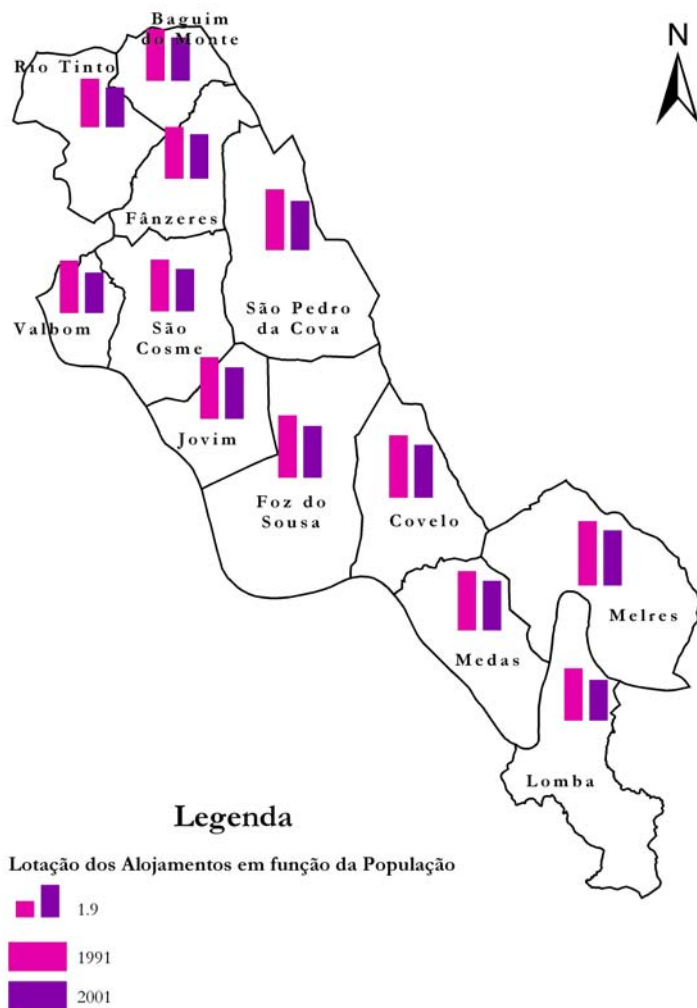 Baguim
do Monte
Rio Tinto
N
Fânzeres
São Pedro
da Cova
Valbom
São
Cosme
Jovim
Foz do
Sousa
Covelo
Melres
Medas
Lomba
Legenda
Lotação dos Alojamentos em função da População
1.9
1991
2001